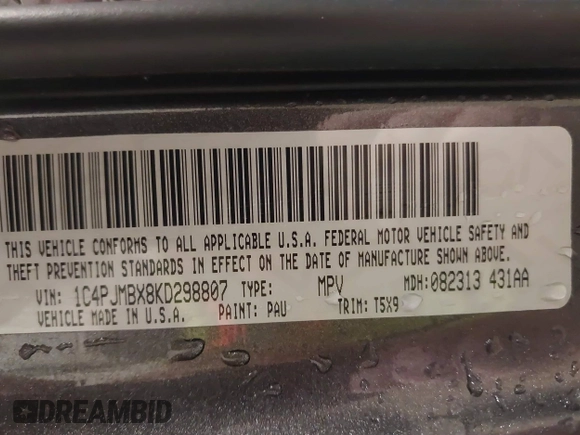 THIS VEHICLE CONFORMS TO ALL APPLICABLE U.S.A. FEDERAL MOTOR VEHICLE SAFETY AND
THEFT PREVENTION STANDARDS IN EFFECT ON THE DATE OF MANUFACTURE SHOWN ABOVE.
VIN: 1C4PJMBX8KD298807 TYPE: MPV MDH:082313 431AA
VEHICLE MADE IN U.S.A. PAINT: PAU TRIM: T5X9
DREAMBID